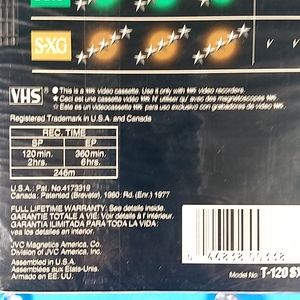 S-XG
VHS
● This is a VHS video cassette. Use it only with VHS video recorders.
★ Ceci est une vidéo cassette VHS à utiliser avec des magnétoscopes VHS.
★ Este es un videocassette VHS para uso exclusivo con grabadores de video VHS.
Registered Trademark in U.S.A. and Canada
REC. TIME
SP EP
120 min. 360 min.
2hrs. 6hrs.
246m
U.S.A.: Pat. No. 4173319
Canada: Patented (Brevete), 1980: Rd. (Enr.) 1977
FULL LIFETIME WARRANTY: See details inside.
GARANTIE TOTALE A VIE: Voir détails à l'intérieur.
GARANTIA ILIMITADA PARA TODA LA VIDA:
vea los detalles en el interior.
JVC Magnetics America, Co.
Division of JVC America, Inc.
Assembled in U.S.A.
Assemblées aux Etats-Unis.
Armado en EE. UU.
Model No. T-120SX